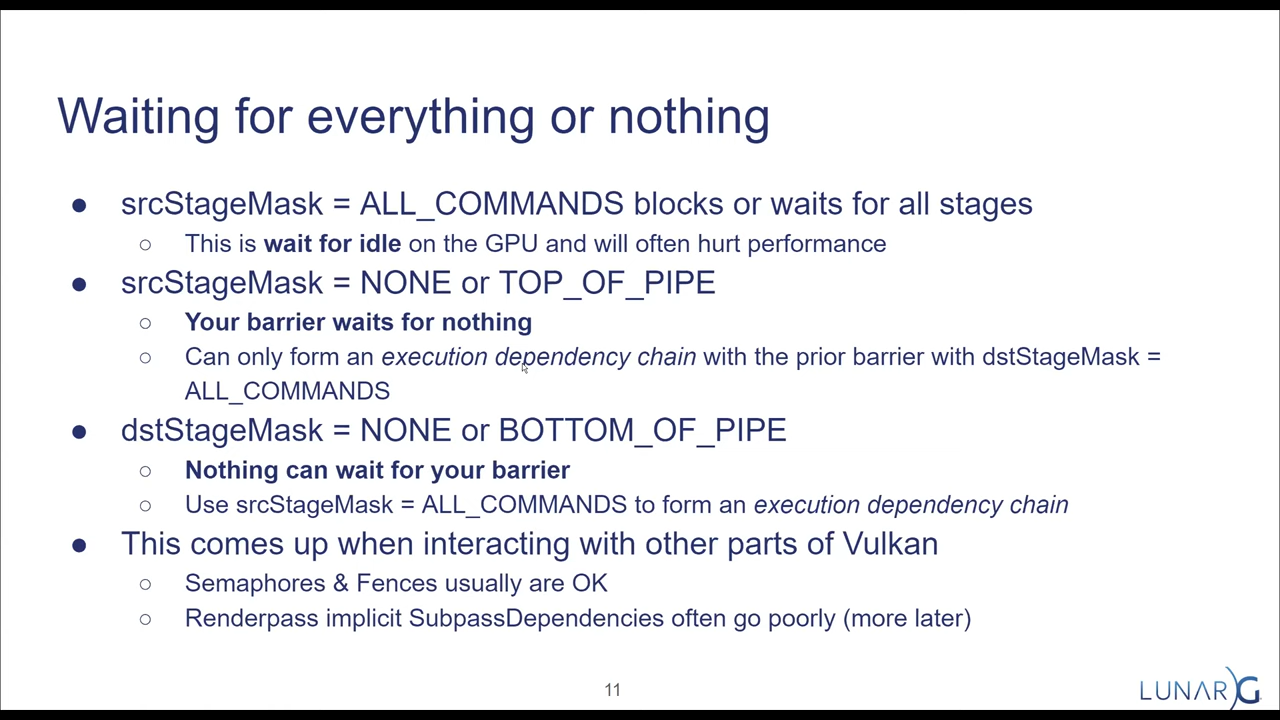 Waiting for everything or nothing
● srcStageMask = ALL_COMMANDS blocks or waits for all stages
○ This is wait for idle on the GPU and will often hurt performance
● srcStageMask = NONE or TOP_OF_PIPE
○ Your barrier waits for nothing
○ Can only form an execution dependency chain with the prior barrier with dstStageMask =
ALL_COMMANDS
● dstStageMask = NONE or BOTTOM_OF_PIPE
○ Nothing can wait for your barrier
○ Use srcStageMask = ALL_COMMANDS to form an execution dependency chain
● This comes up when interacting with other parts of Vulkan
○ Semaphores & Fences usually are OK
○ Renderpass implicit SubpassDependencies often go poorly (more later)
11
LUNARG